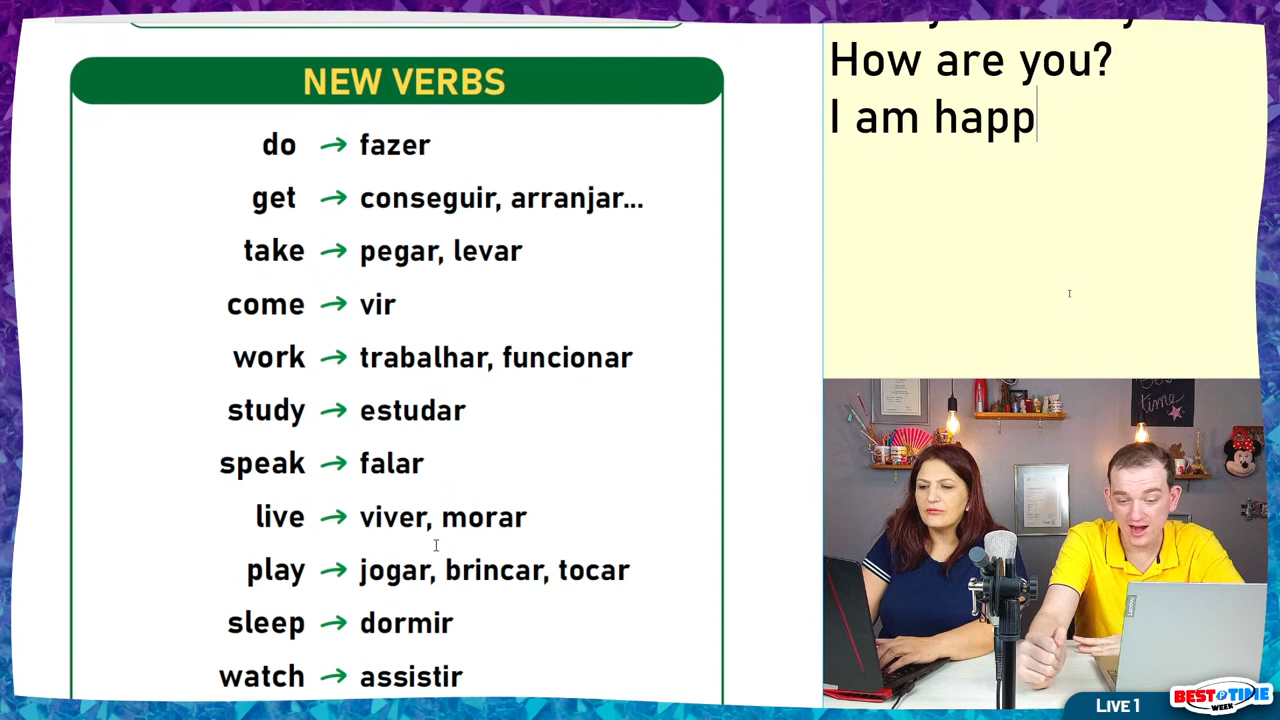 NEW VERBS
do → fazer
get → conseguir, arranjar...
take → pegar, levar
come → vir
work → trabalhar, funcionar
study → estudar
speak → falar
live → viver, morar
play → jogar, brincar, tocar
sleep → dormir
watch → assistir
How are you?
I am happ
time
Lenovo
LIVE 1
BEST TIME
WEEK